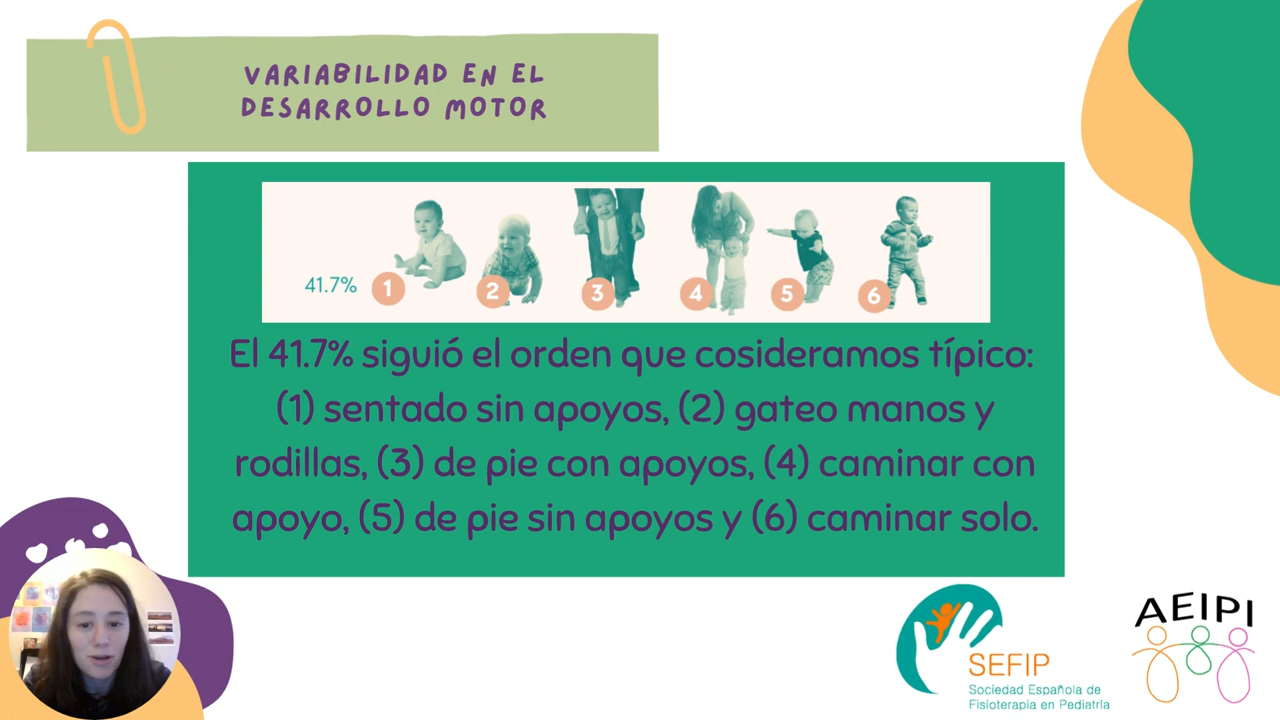 VARIABILIDAD EN EL
DESARROLLO MOTOR
41.7% 1 2 3 4 5 6
El 41.7% siguió el orden que cosideramos típico:
(1) sentado sin apoyos, (2) gateo manos y
rodillas, (3) de pie con apoyos, (4) caminar con
apoyo, (5) de pie sin apoyos y (6) caminar solo.
SEFIP
Sociedad Española de
Fisioterapia en Pediatría
AEIPI